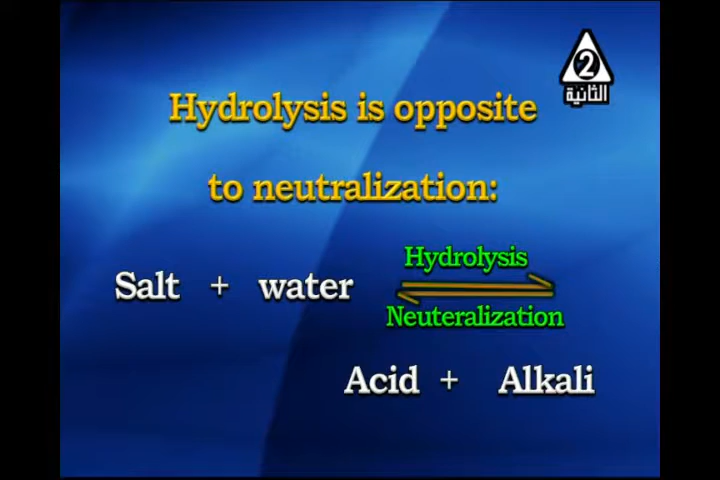 2
الثانية
Hydrolysis is opposite
to neutralization:
Hydrolysis
Salt + water
Neuteralization
Acid + Alkali